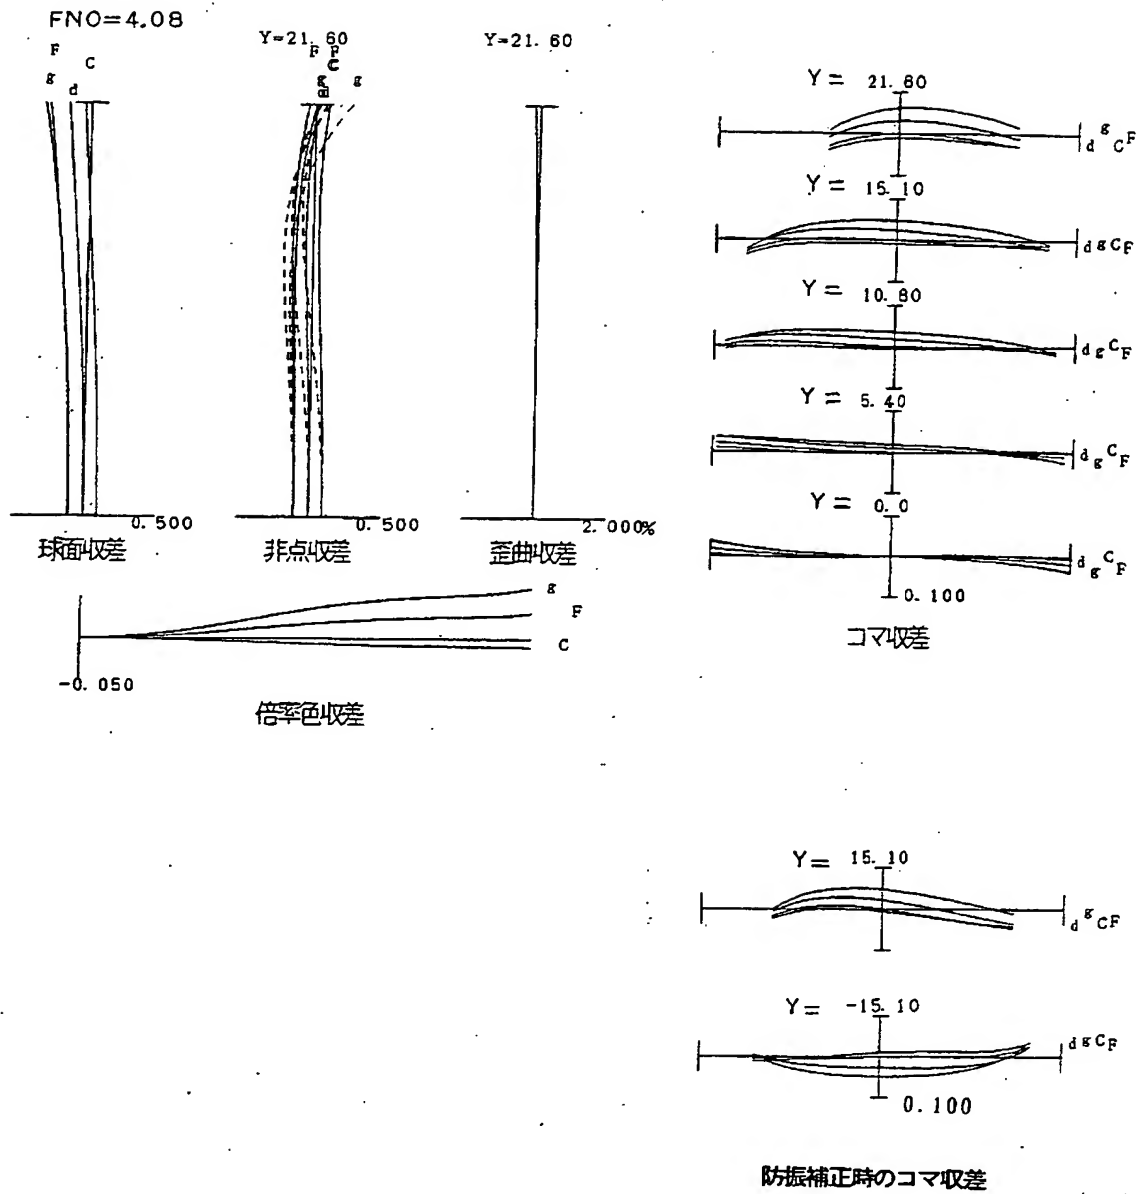 FNO=4.08
F
g
d
C
球面収差
0.500
Y=21.60
F
F
C
g
g
非点収差
0.500
Y=21.60
歪曲収差
2.000%
g
F
C
-0.050
倍率色収差
Y= 21.80
d g C F
Y= 15.10
d g C F
Y= 10.80
d g C F
Y= 5.40
d g C F
Y= 0.0
d g C F
0.100
コマ収差
Y= 15.10
d g C F
Y= -15.10
d g C F
0.100
防振補正時のコマ収差